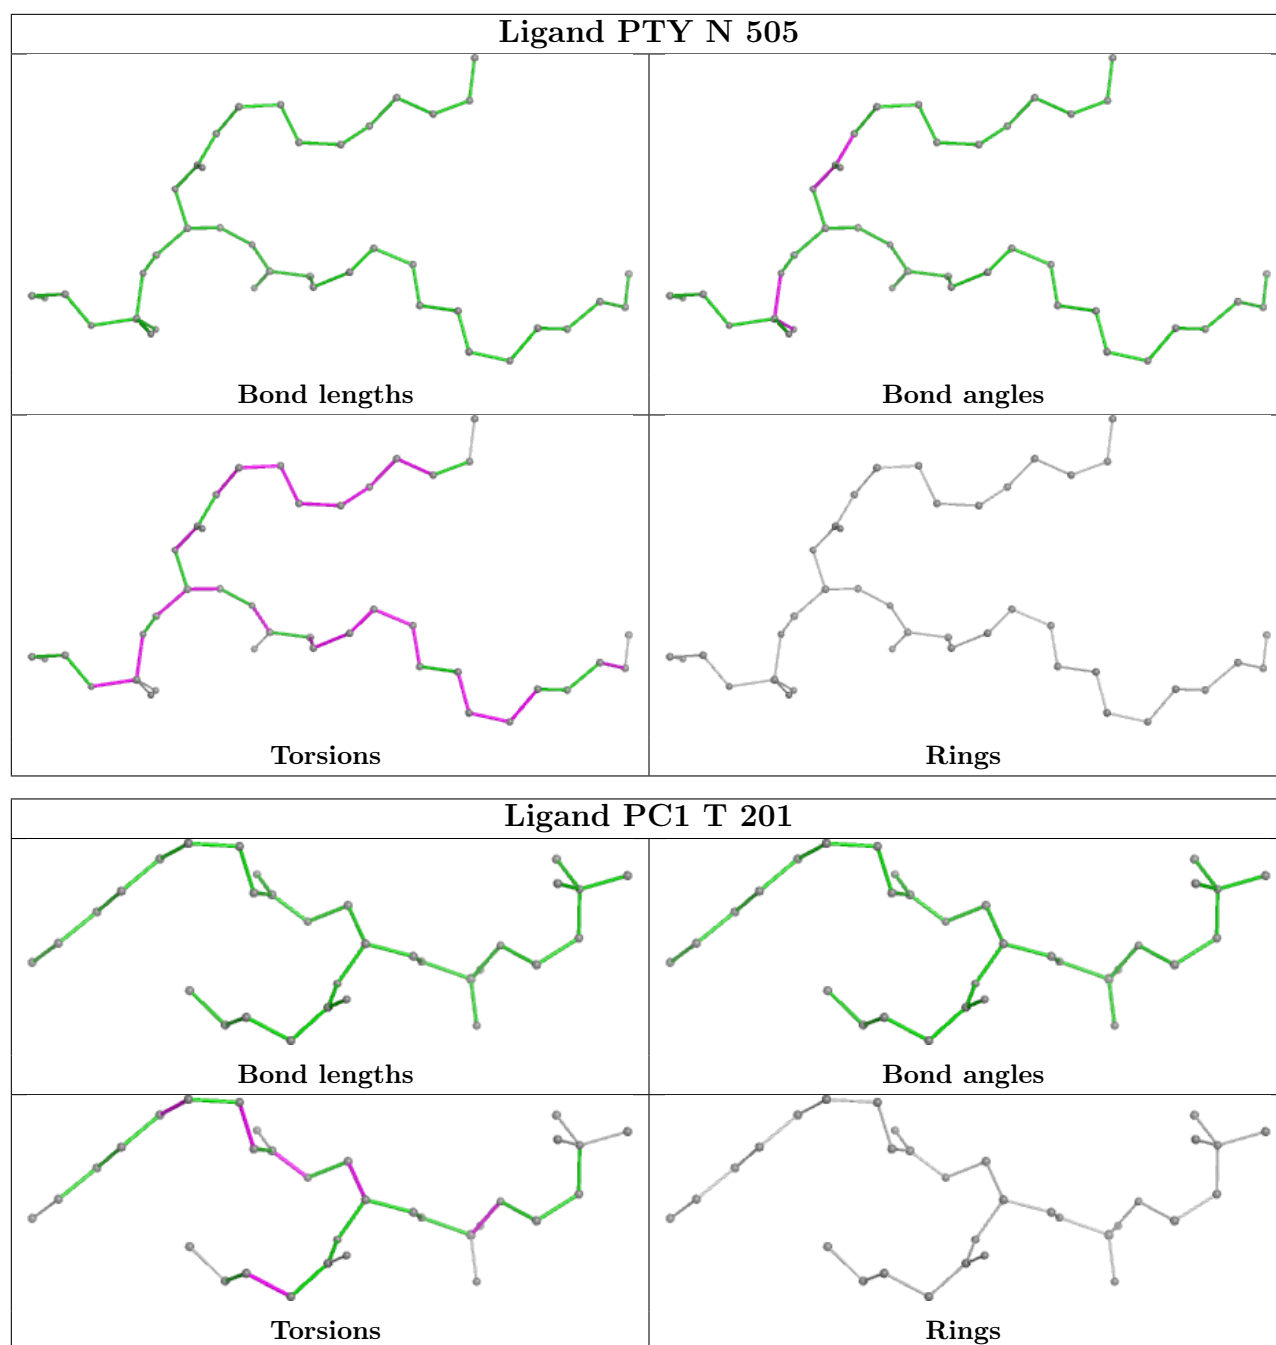 Ligand PTY N 505
Bond lengths
Bond angles
Torsions
Rings
Ligand PC1 T 201
Bond lengths
Bond angles
Torsions
Rings